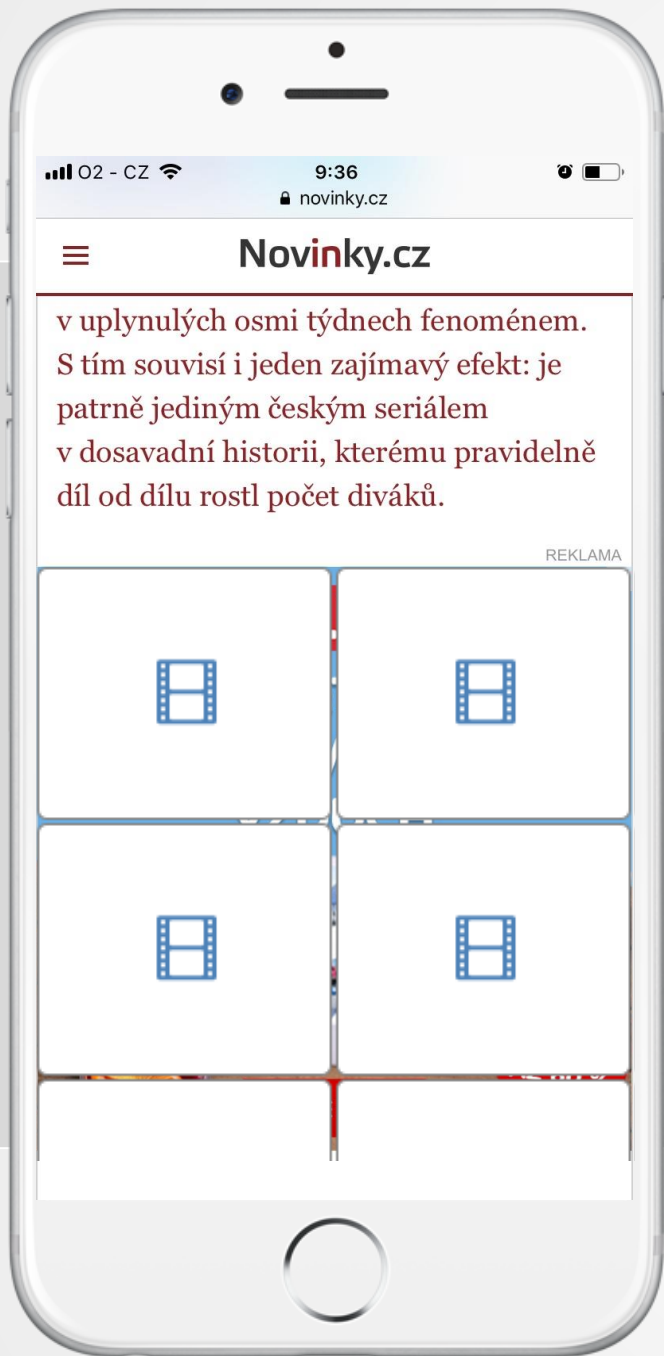 O2 - CZ
9:36
novinky.cz
Novinky.cz
v uplynulých osmi týdnech fenoménem.
S tím souvisí i jeden zajímavý efekt: je
patrně jediným českým seriálem
v dosavadní historii, kterému pravidelně
díl od dílu rostl počet diváků.
REKLAMA